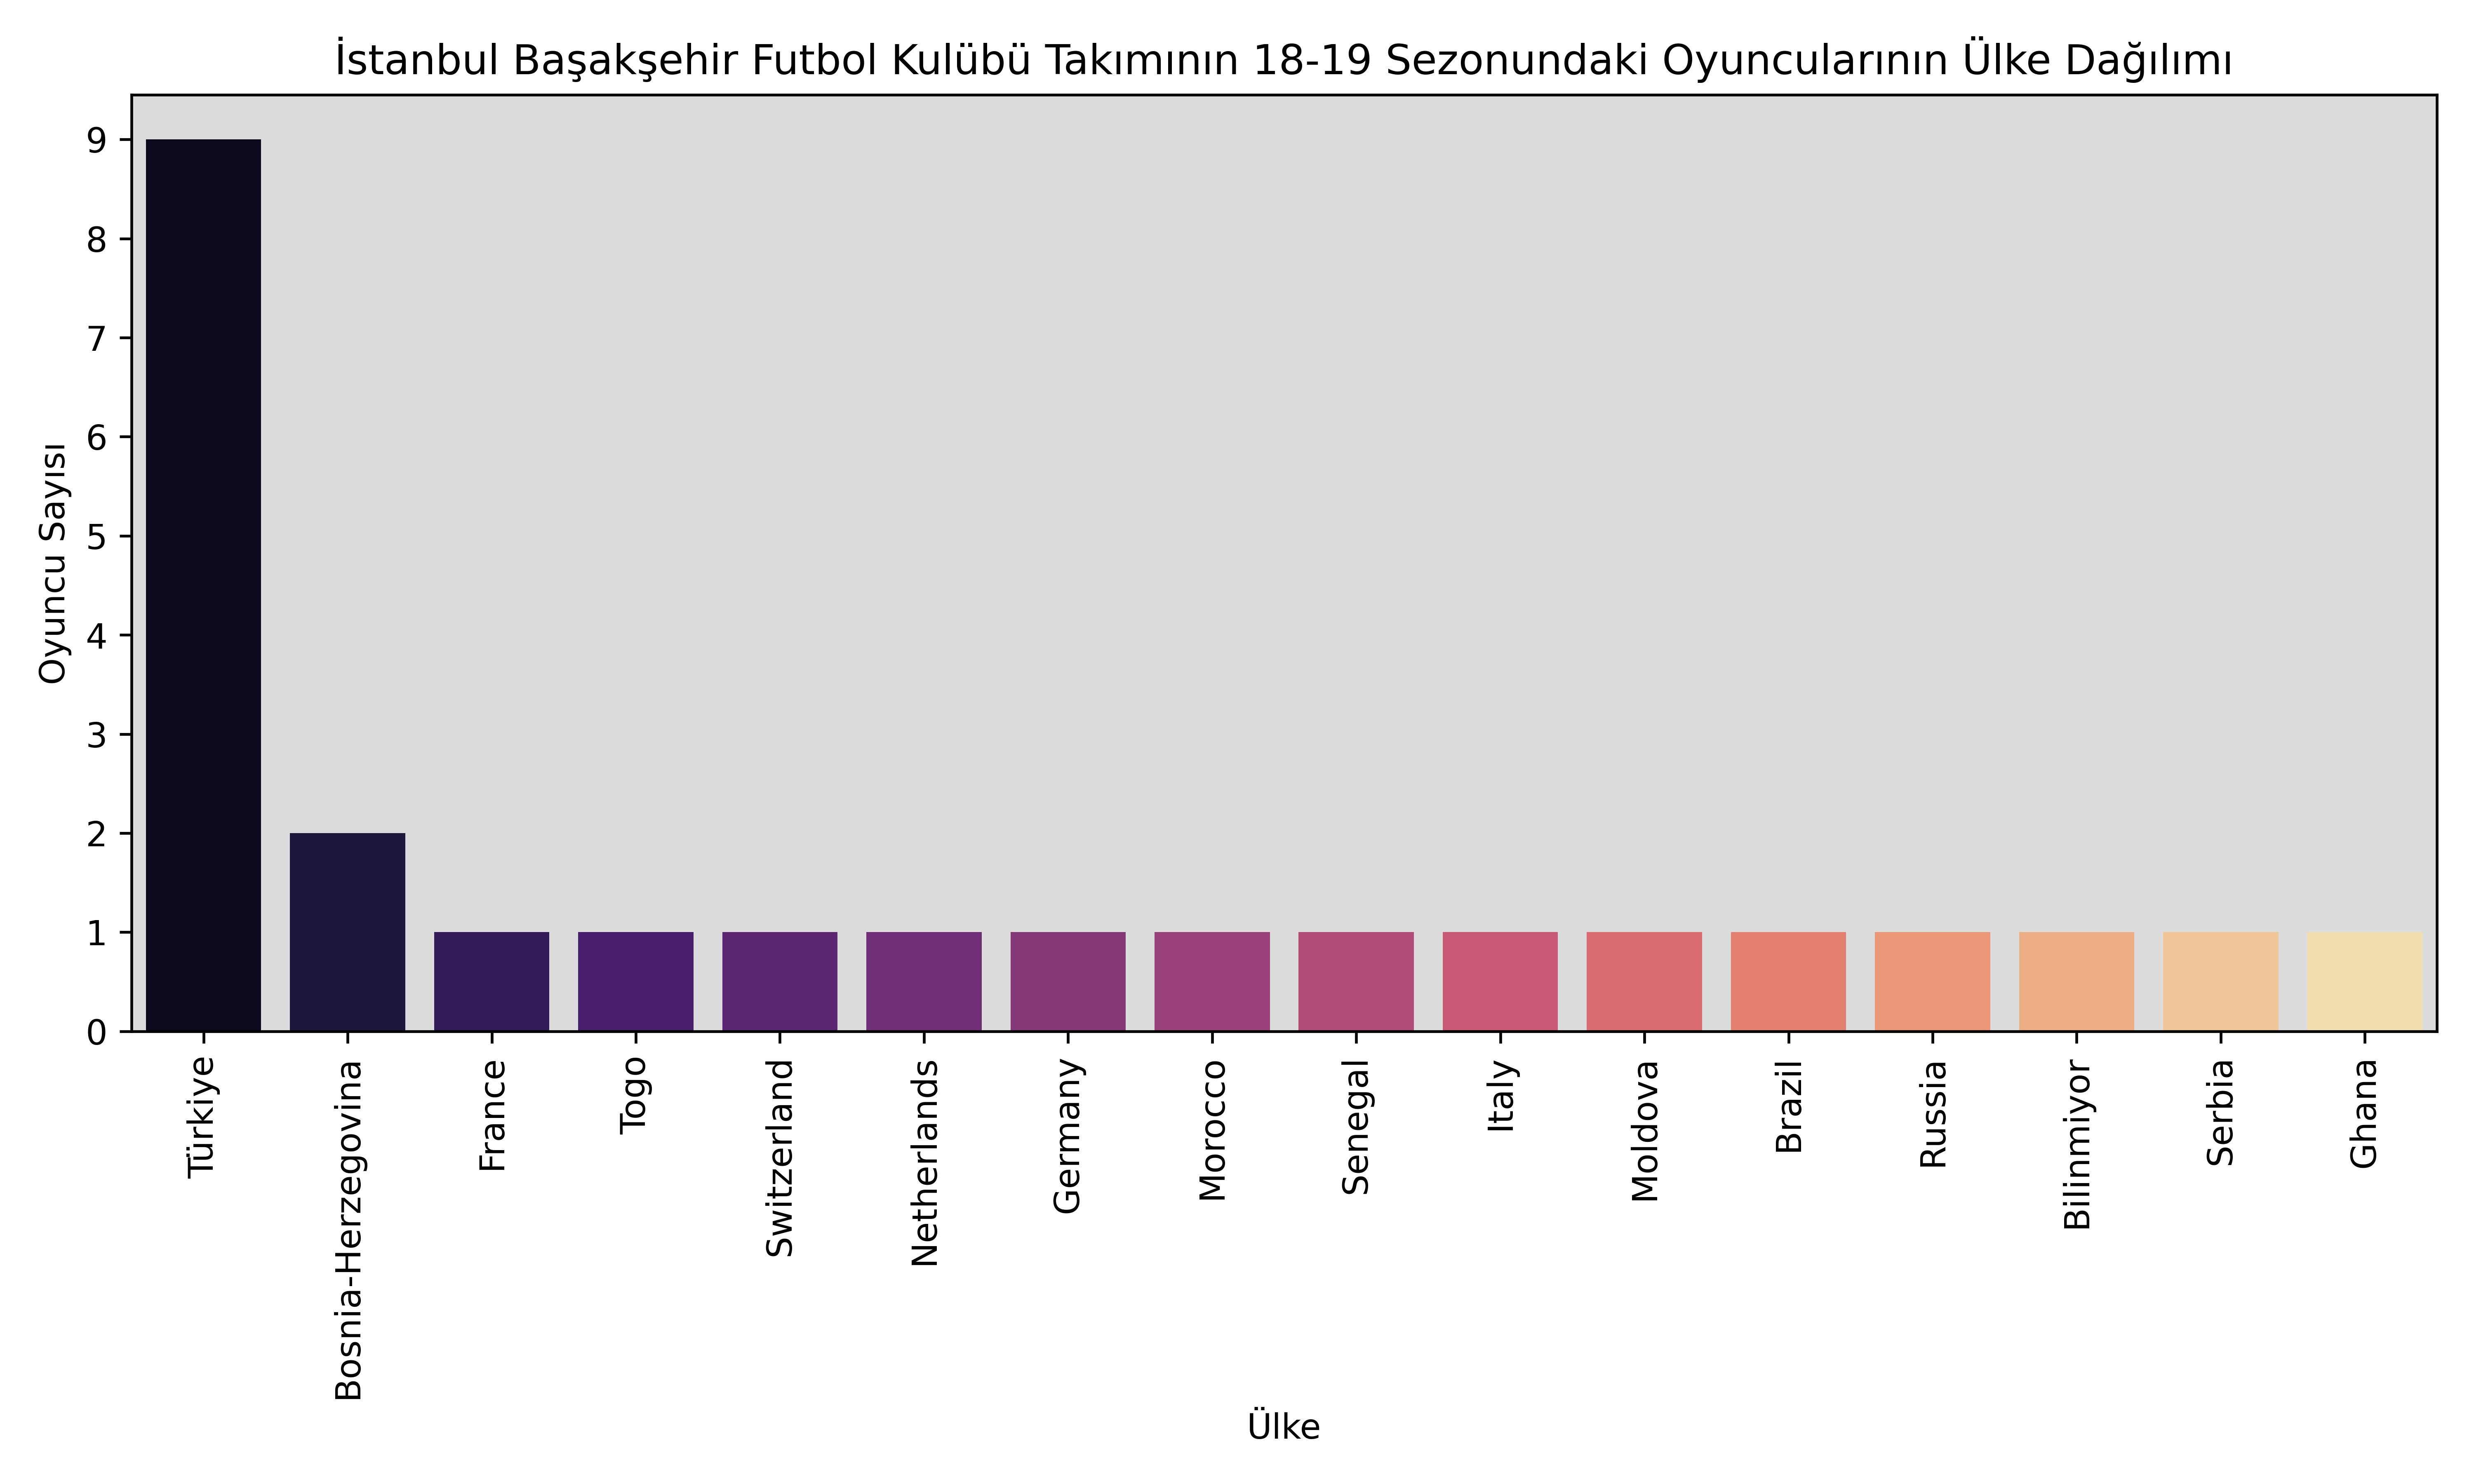 İstanbul Başakşehir Futbol Kulübü Takımının 18-19 Sezonundaki Oyuncularının Ülke Dağılımı
Oyuncu Sayısı
9
8
7
6
5
4
3
2
1
0
Türkiye
Bosnia-Herzegovina
France
Togo
Switzerland
Netherlands
Germany
Morocco
Senegal
Italy
Moldova
Brazil
Russia
Bilinmiyor
Serbia
Ghana
Ülke